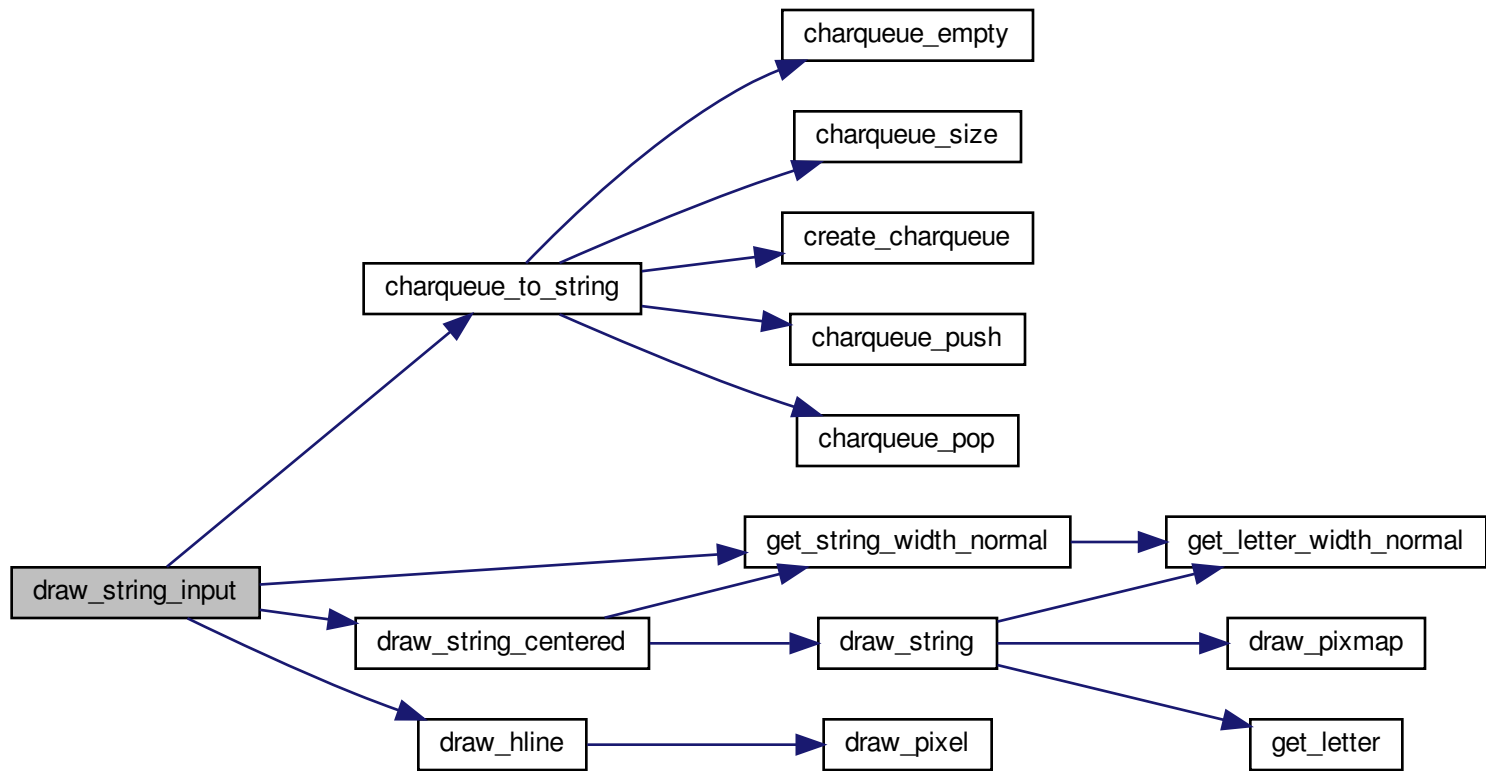 charqueue_empty
charqueue_size
create_charqueue
charqueue_to_string
charqueue_push
charqueue_pop
get_string_width_normal
get_letter_width_normal
draw_string_input
draw_string_centered
draw_string
draw_pixmap
draw_hline
draw_pixel
get_letter